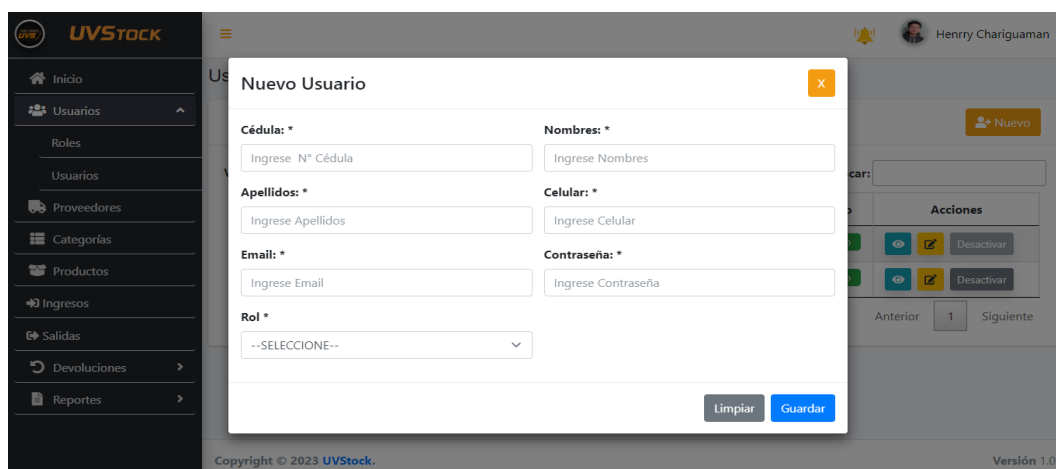 UVS UVSTOCK
Henrry Chariguaman
Inicio
Usuarios
Roles
Usuarios
Proveedores
Categorías
Productos
Ingresos
Salidas
Devoluciones
Reportes
Us
Nuevo
car:
Acciones
Desactivar
Desactivar
Anterior 1 Siguiente
Nuevo Usuario X
Cédula: * Nombres: *
Ingrese N° Cédula Ingrese Nombres
Apellidos: * Celular: *
Ingrese Apellidos Ingrese Celular
Email: * Contraseña: *
Ingrese Email Ingrese Contraseña
Rol *
--SELECCIONE--
Limpiar Guardar
Copyright © 2023 UVStock. Versión 1.0